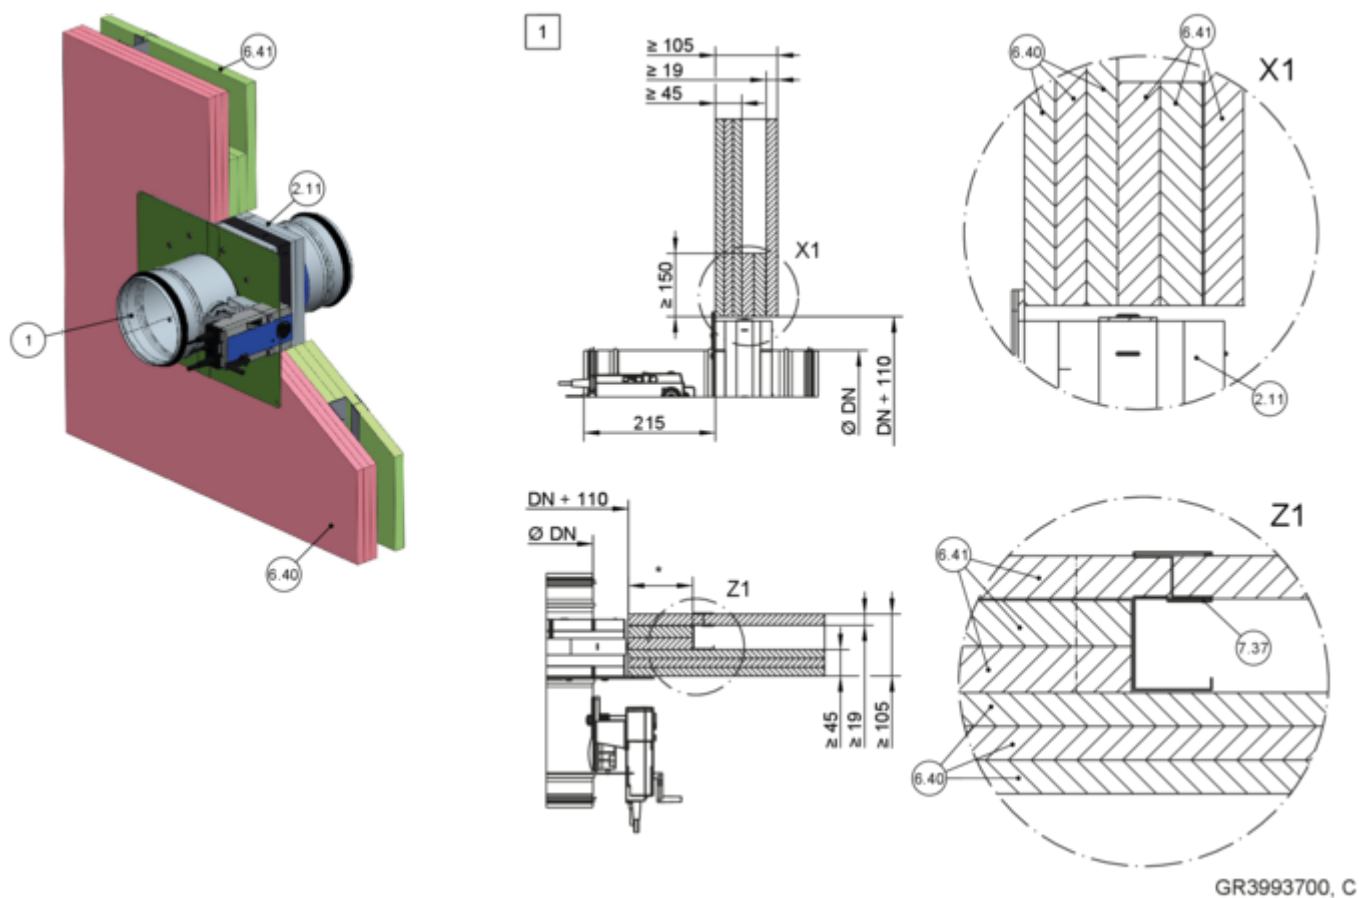 6.41
2.11
1
6.40
1
≥ 105
≥ 19
≥ 45
≥ 150
X1
Ø DN
DN + 110
215
6.40
6.41
X1
2.11
DN + 110
Ø DN
*
Z1
≥ 45
≥ 19
≥ 105
6.41
Z1
7.37
6.40
GR3993700, C